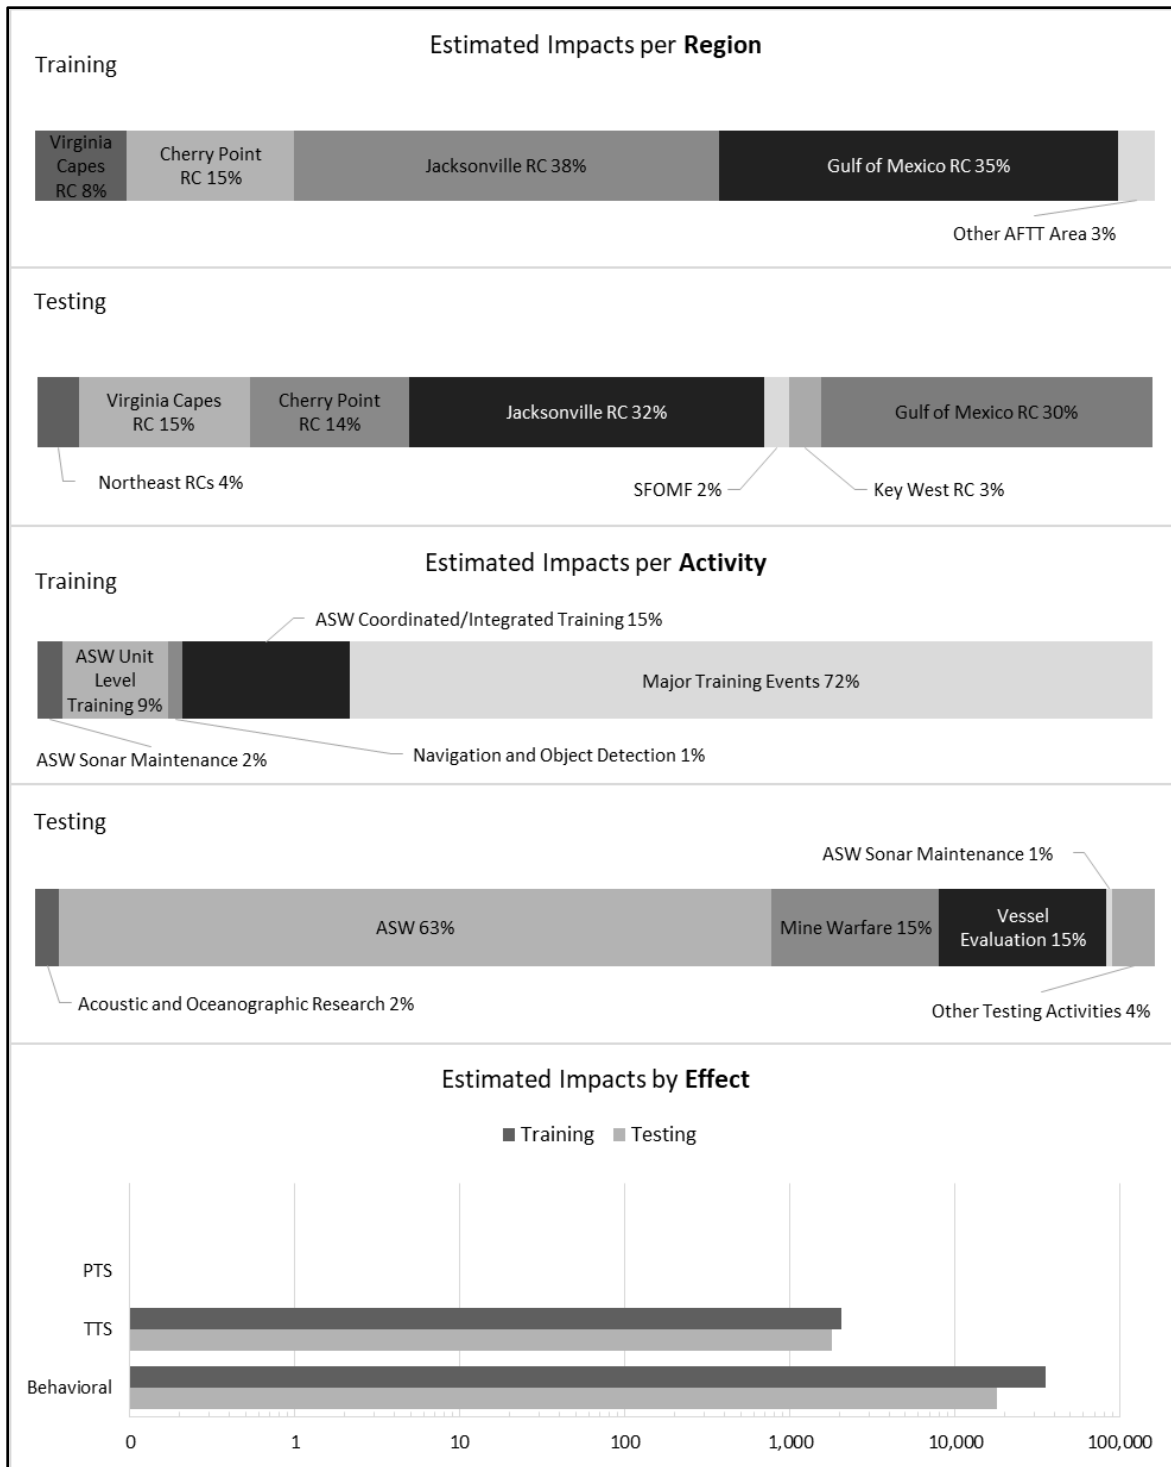 Estimated Impacts per Region
Training
Virginia
Capes
RC 8%
Cherry Point
RC 15%
Jacksonville RC 38%
Gulf of Mexico RC 35%
Other AFTT Area 3%
Testing
Virginia Capes
RC 15%
Cherry Point
RC 14%
Jacksonville RC 32%
Gulf of Mexico RC 30%
Northeast RCs 4%
SFOMF 2%
Key West RC 3%
Estimated Impacts per Activity
Training
ASW Coordinated/Integrated Training 15%
ASW Unit
Level
Training 9%
Major Training Events 72%
ASW Sonar Maintenance 2%
Navigation and Object Detection 1%
Testing
ASW Sonar Maintenance 1%
ASW 63%
Mine Warfare 15%
Vessel
Evaluation 15%
Acoustic and Oceanographic Research 2%
Other Testing Activities 4%
Estimated Impacts by Effect
Training
Testing
PTS
TTS
Behavioral
0
1
10
100
1,000
10,000
100,000